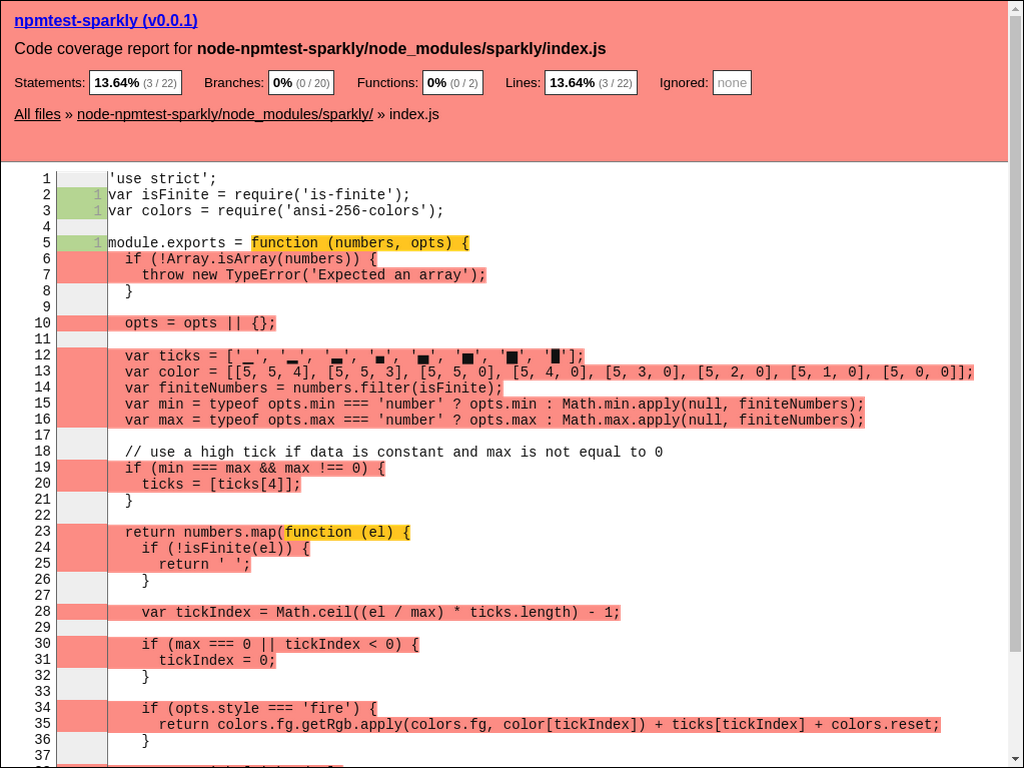 npmtest-sparkly (v0.0.1)
Code coverage report for node-npmtest-sparkly/node_modules/sparkly/index.js
Statements: 13.64% (3 / 22) Branches: 0% (0 / 20) Functions: 0% (0 / 2) Lines: 13.64% (3 / 22) Ignored: none
All files » node-npmtest-sparkly/node_modules/sparkly/ » index.js
1 'use strict';
2 1 var isFinite = require('is-finite');
3 1 var colors = require('ansi-256-colors');
4
5 1 module.exports = function (numbers, opts) {
6 if (!Array.isArray(numbers)) {
7 throw new TypeError('Expected an array');
8 }
9
10 opts = opts || {};
11
12 var ticks = ['▁', '▂', '▃', '▄', '▅', '▆', '▇', '█'];
13 var color = [[5, 5, 4], [5, 5, 3], [5, 5, 0], [5, 4, 0], [5, 3, 0], [5, 2, 0], [5, 1, 0], [5, 0, 0]];
14 var finiteNumbers = numbers.filter(isFinite);
15 var min = typeof opts.min === 'number' ? opts.min : Math.min.apply(null, finiteNumbers);
16 var max = typeof opts.max === 'number' ? opts.max : Math.max.apply(null, finiteNumbers);
17
18 // use a high tick if data is constant and max is not equal to 0
19 if (min === max && max !== 0) {
20 ticks = [ticks[4]];
21 }
22
23 return numbers.map(function (el) {
24 if (!isFinite(el)) {
25 return ' ';
26 }
27
28 var tickIndex = Math.ceil((el / max) * ticks.length) - 1;
29
30 if (max === 0 || tickIndex < 0) {
31 tickIndex = 0;
32 }
33
34 if (opts.style === 'fire') {
35 return colors.fg.getRgb.apply(colors.fg, color[tickIndex]) + ticks[tickIndex] + colors.reset;
36 }
37